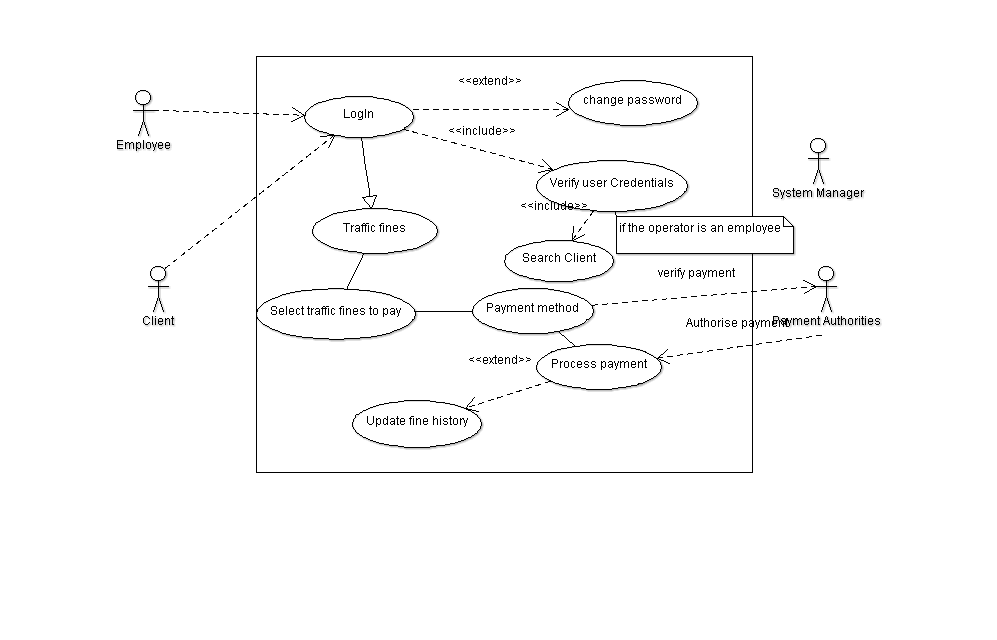 <<extend>>
change password
LogIn
<<include>>
Employee
Verify user Credentials
System Manager
<<include>>
Traffic fines
if the operator is an employee
Search Client
verify payment
Client
Select traffic fines to pay
Payment method
Authorise payment
Payment Authorities
<<extend>>
Process payment
Update fine history